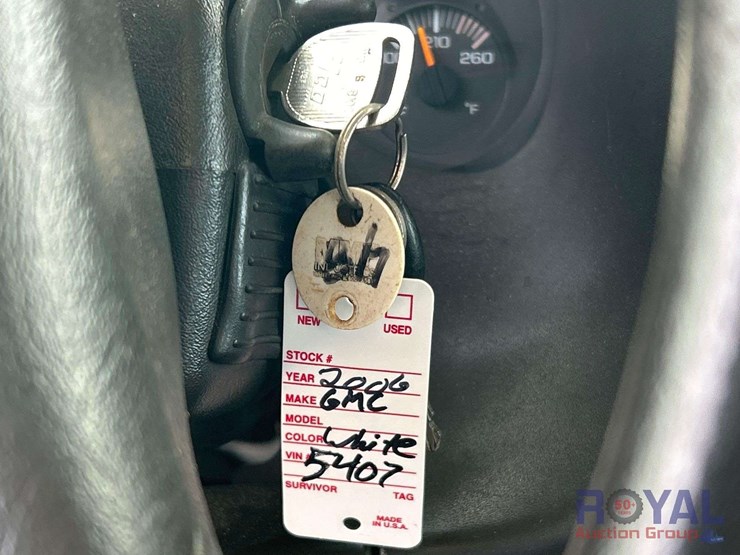 210
260
°F
NEW USED
STOCK #
YEAR 2006
MAKE GMC
MODEL
COLOR White
VIN 5407
SURVIVOR TAG
MADE
IN U.S.A.
50+
ROYAL
Auction Group